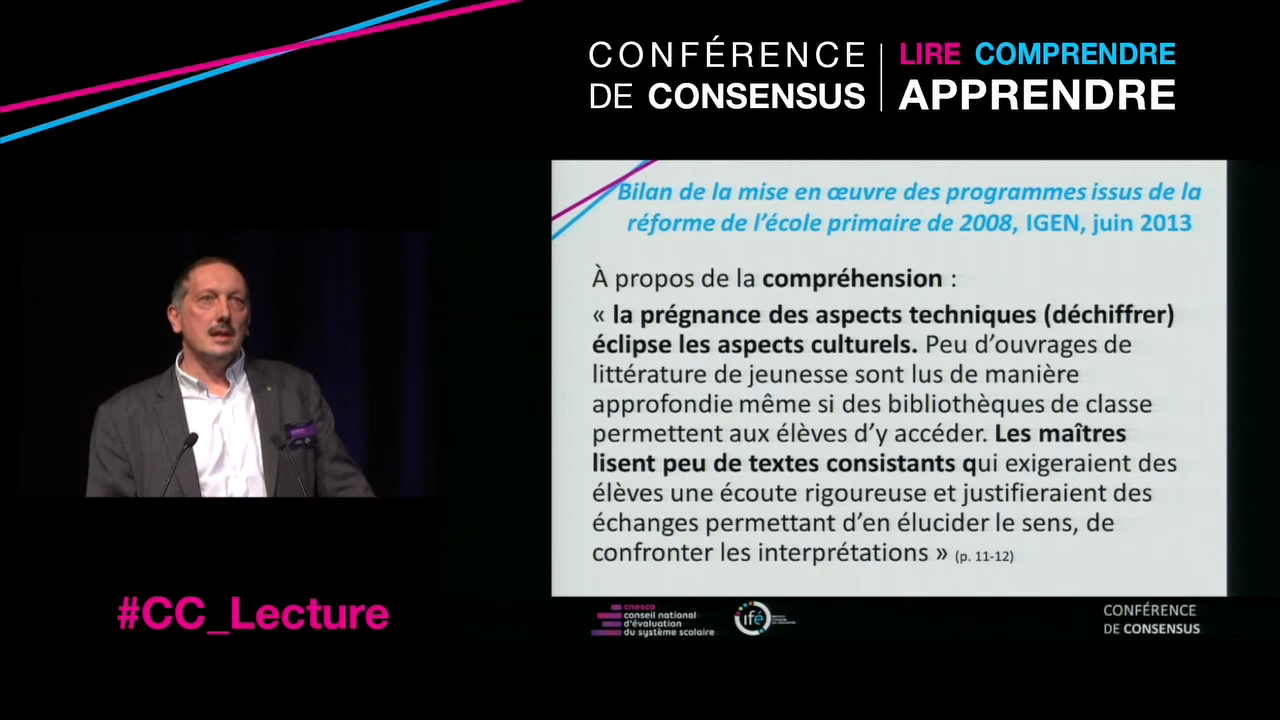 CONFÉRENCE
DE CONSENSUS
LIRE COMPRENDRE
APPRENDRE
Bilan de la mise en œuvre des programmes issus de la
réforme de l'école primaire de 2008, IGEN, juin 2013
À propos de la compréhension :
« la prégnance des aspects techniques (déchiffrer)
éclipse les aspects culturels. Peu d'ouvrages de
littérature de jeunesse sont lus de manière
approfondie même si des bibliothèques de classe
permettent aux élèves d'y accéder. Les maîtres
lisent peu de textes consistants qui exigeraient des
élèves une écoute rigoureuse et justifieraient des
échanges permettant d'en élucider le sens, de
confronter les interprétations » (p. 11-12)
#CC_Lecture
cnesco
conseil national
d'évaluation
du système scolaire
ifé
CONFÉRENCE
DE CONSENSUS